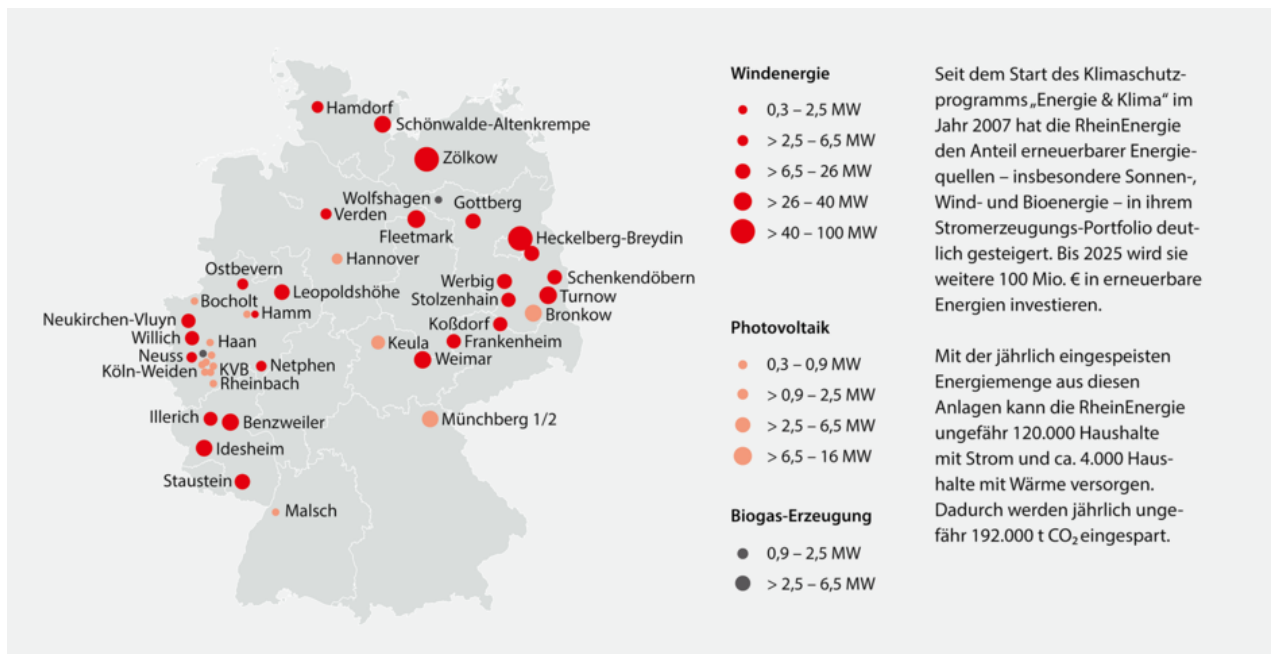 Hamdorf
Schönwalde-Altenkrempe
Zölkow
Wolfshagen
Gottberg
Verden
Fleetmark
Heckelberg-Breydin
Hannover
Ostbevern
Werbig
Schenkendöbern
Leopoldshöhe
Stolzenhain
Turnow
Bocholt
Hamm
Bronkow
Neukirchen-Vluyn
Koßdorf
Willich
Haan
Keula
Frankenheim
Neuss
Weimar
Köln-Weiden
KVB
Netphen
Rheinbach
Illerich
Benzweiler
Münchberg 1/2
Idesheim
Staustein
Malsch
Windenergie
0,3 – 2,5 MW
> 2,5 – 6,5 MW
> 6,5 – 26 MW
> 26 – 40 MW
> 40 – 100 MW
Photovoltaik
0,3 – 0,9 MW
> 0,9 – 2,5 MW
> 2,5 – 6,5 MW
> 6,5 – 16 MW
Biogas-Erzeugung
0,9 – 2,5 MW
> 2,5 – 6,5 MW
Seit dem Start des Klimaschutz-
programms „Energie & Klima“ im
Jahr 2007 hat die RheinEnergie
den Anteil erneuerbarer Energie-
quellen – insbesondere Sonnen-,
Wind- und Bioenergie – in ihrem
Stromerzeugungs-Portfolio deut-
lich gesteigert. Bis 2025 wird sie
weitere 100 Mio. € in erneuerbare
Energien investieren.
Mit der jährlich eingespeisten
Energiemenge aus diesen
Anlagen kann die RheinEnergie
ungefähr 120.000 Haushalte
mit Strom und ca. 4.000 Haus-
halte mit Wärme versorgen.
Dadurch werden jährlich unge-
fähr 192.000 t CO₂ eingespart.